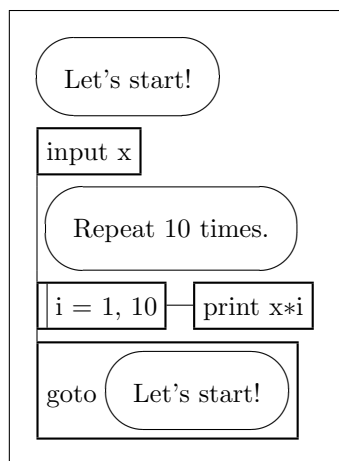 Let's start!
input x
Repeat 10 times.
i = 1, 10 print x*i
goto Let's start!